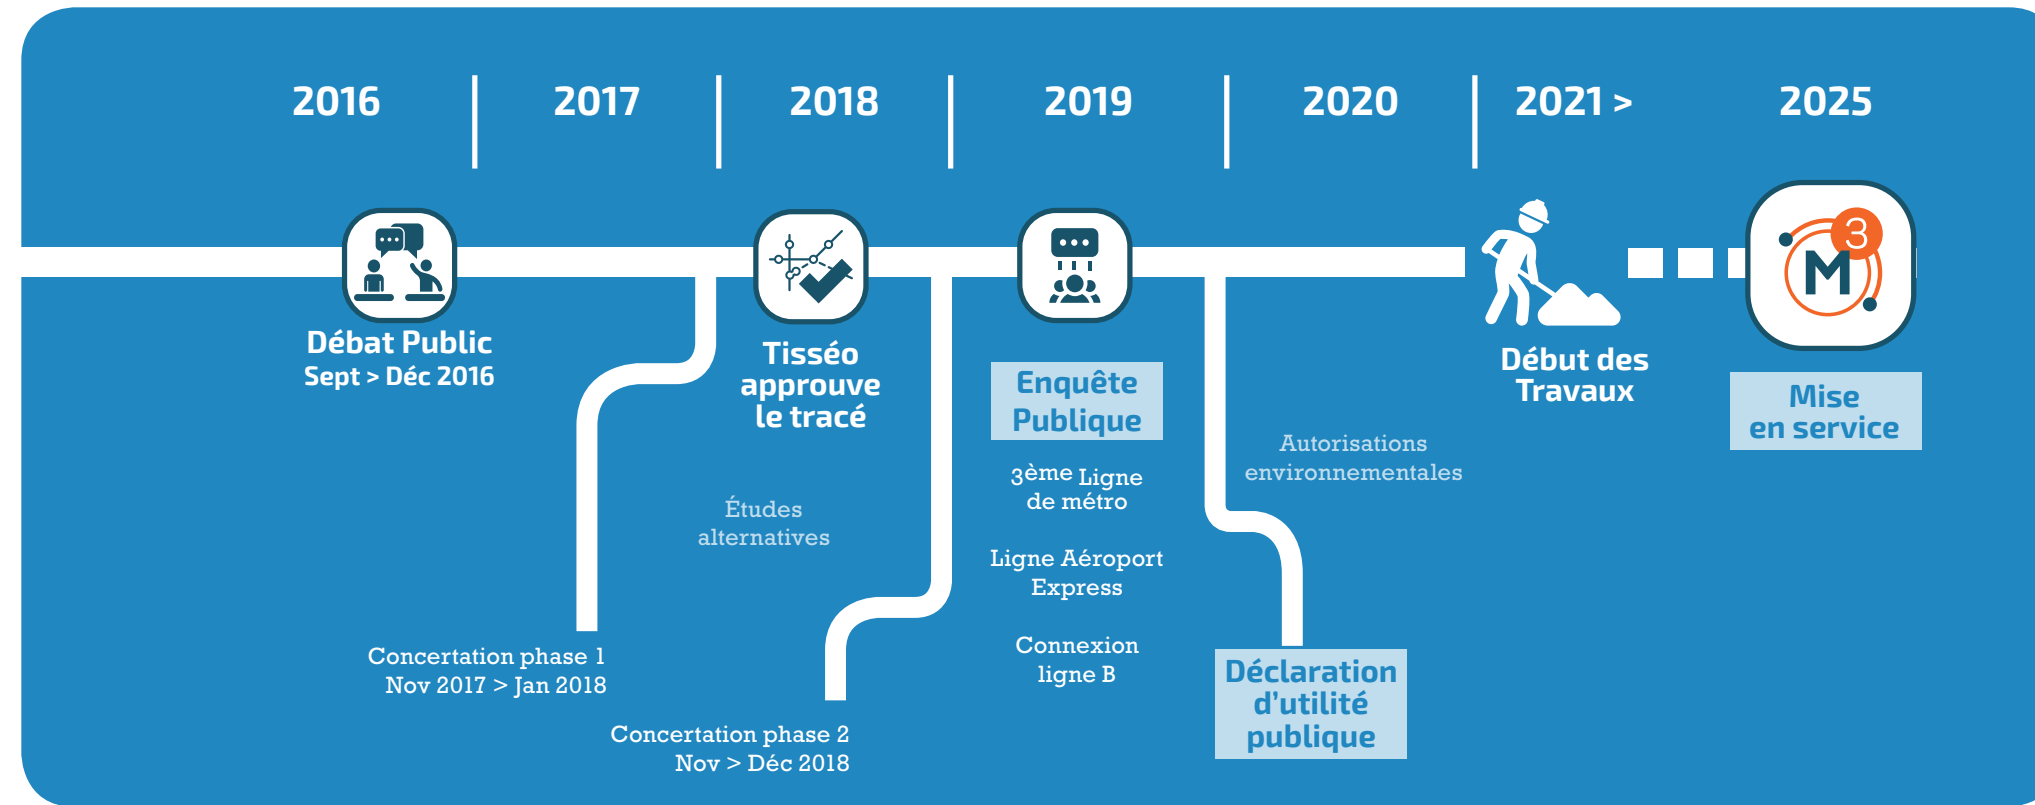 2016
2017
2018
2019
2020
2021 >
2025
Débat Public
Sept > Déc 2016
Tisséo
approuve
le tracé
Enquête
Publique
3ème Ligne
de métro
Ligne Aéroport
Express
Connexion
ligne B
Début des
Travaux
3
M
Mise
en service
Études
alternatives
Autorisations
environnementales
Concertation phase 1
Nov 2017 > Jan 2018
Concertation phase 2
Nov > Déc 2018
Déclaration
d’utilité
publique